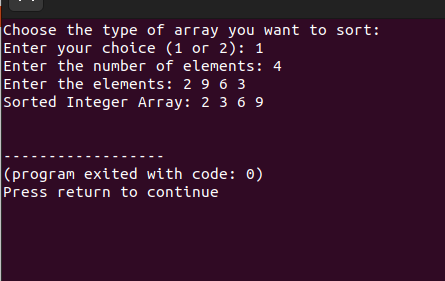 Choose the type of array you want to sort:
Enter your choice (1 or 2): 1
Enter the number of elements: 4
Enter the elements: 2 9 6 3
Sorted Integer Array: 2 3 6 9
------------------
(program exited with code: 0)
Press return to continue